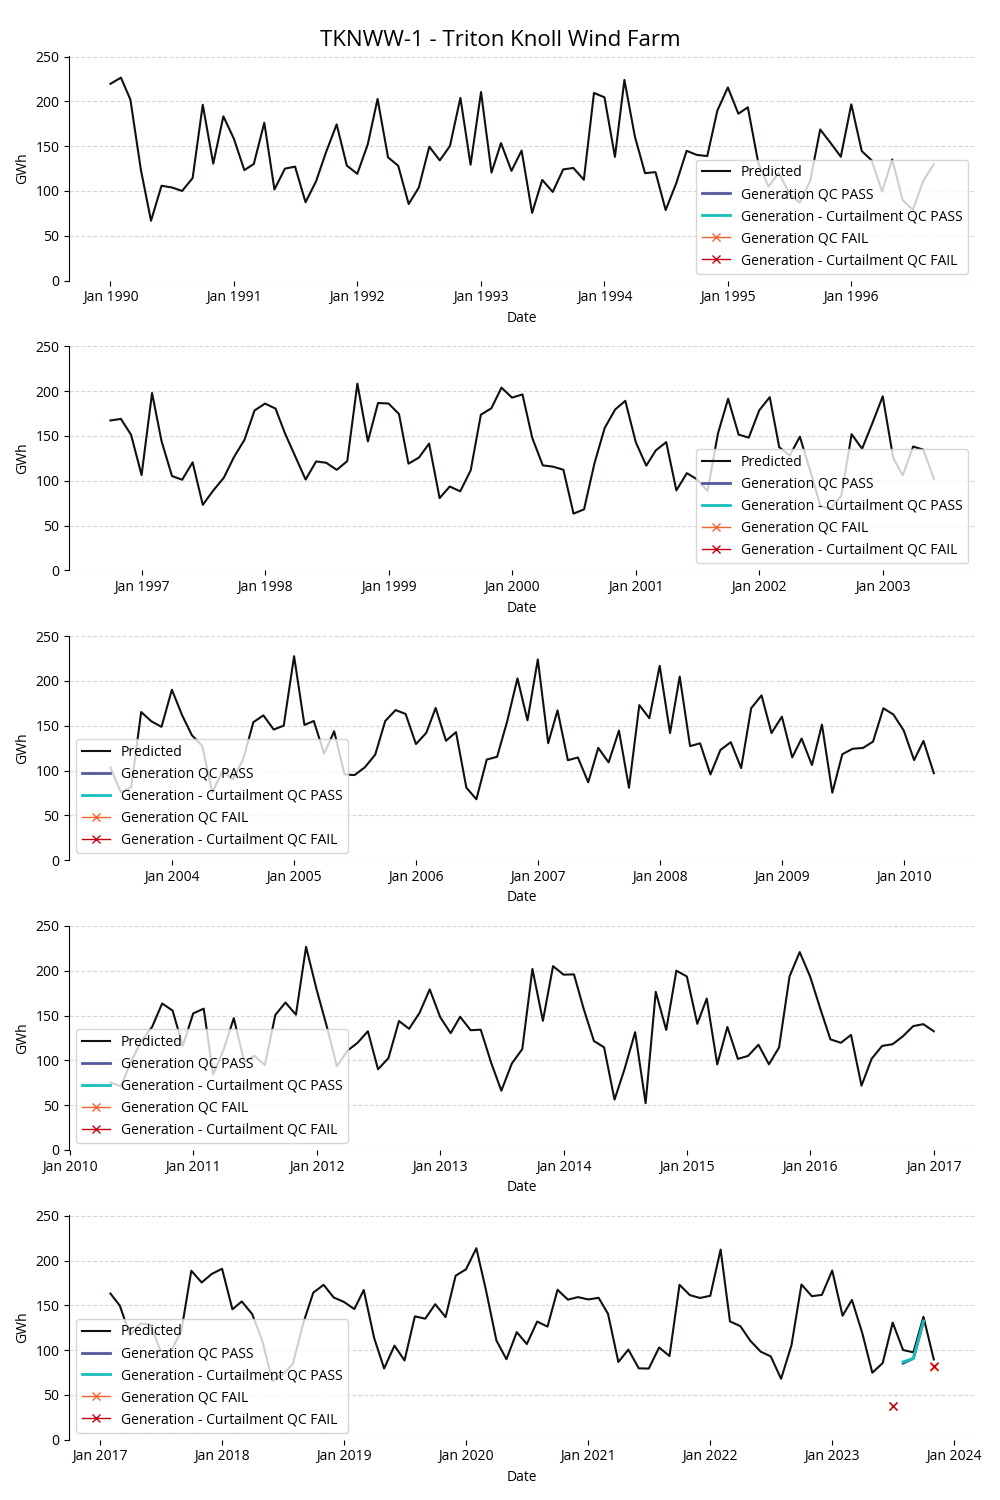 TKNWW-1 - Triton Knoll Wind Farm
250
200
150
100
50
0
GWh
Predicted
Generation QC PASS
Generation - Curtailment QC PASS
Generation QC FAIL
Generation - Curtailment QC FAIL
Jan 1990 Jan 1991 Jan 1992 Jan 1993 Jan 1994 Jan 1995 Jan 1996
Date
250
200
150
100
50
0
GWh
Predicted
Generation QC PASS
Generation - Curtailment QC PASS
Generation QC FAIL
Generation - Curtailment QC FAIL
Jan 1997 Jan 1998 Jan 1999 Jan 2000 Jan 2001 Jan 2002 Jan 2003
Date
250
200
150
100
50
0
GWh
Predicted
Generation QC PASS
Generation - Curtailment QC PASS
Generation QC FAIL
Generation - Curtailment QC FAIL
Jan 2004 Jan 2005 Jan 2006 Jan 2007 Jan 2008 Jan 2009 Jan 2010
Date
250
200
150
100
50
0
GWh
Predicted
Generation QC PASS
Generation - Curtailment QC PASS
Generation QC FAIL
Generation - Curtailment QC FAIL
Jan 2010 Jan 2011 Jan 2012 Jan 2013 Jan 2014 Jan 2015 Jan 2016 Jan 2017
Date
250
200
150
100
50
0
GWh
Predicted
Generation QC PASS
Generation - Curtailment QC PASS
Generation QC FAIL
Generation - Curtailment QC FAIL
Jan 2017 Jan 2018 Jan 2019 Jan 2020 Jan 2021 Jan 2022 Jan 2023 Jan 2024
Date